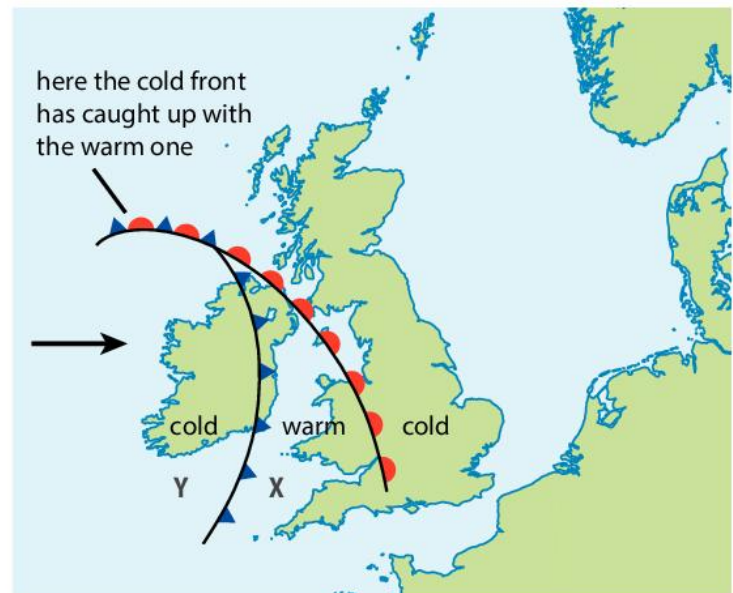 here the cold front
has caught up with
the warm one
cold
warm
cold
Y
X